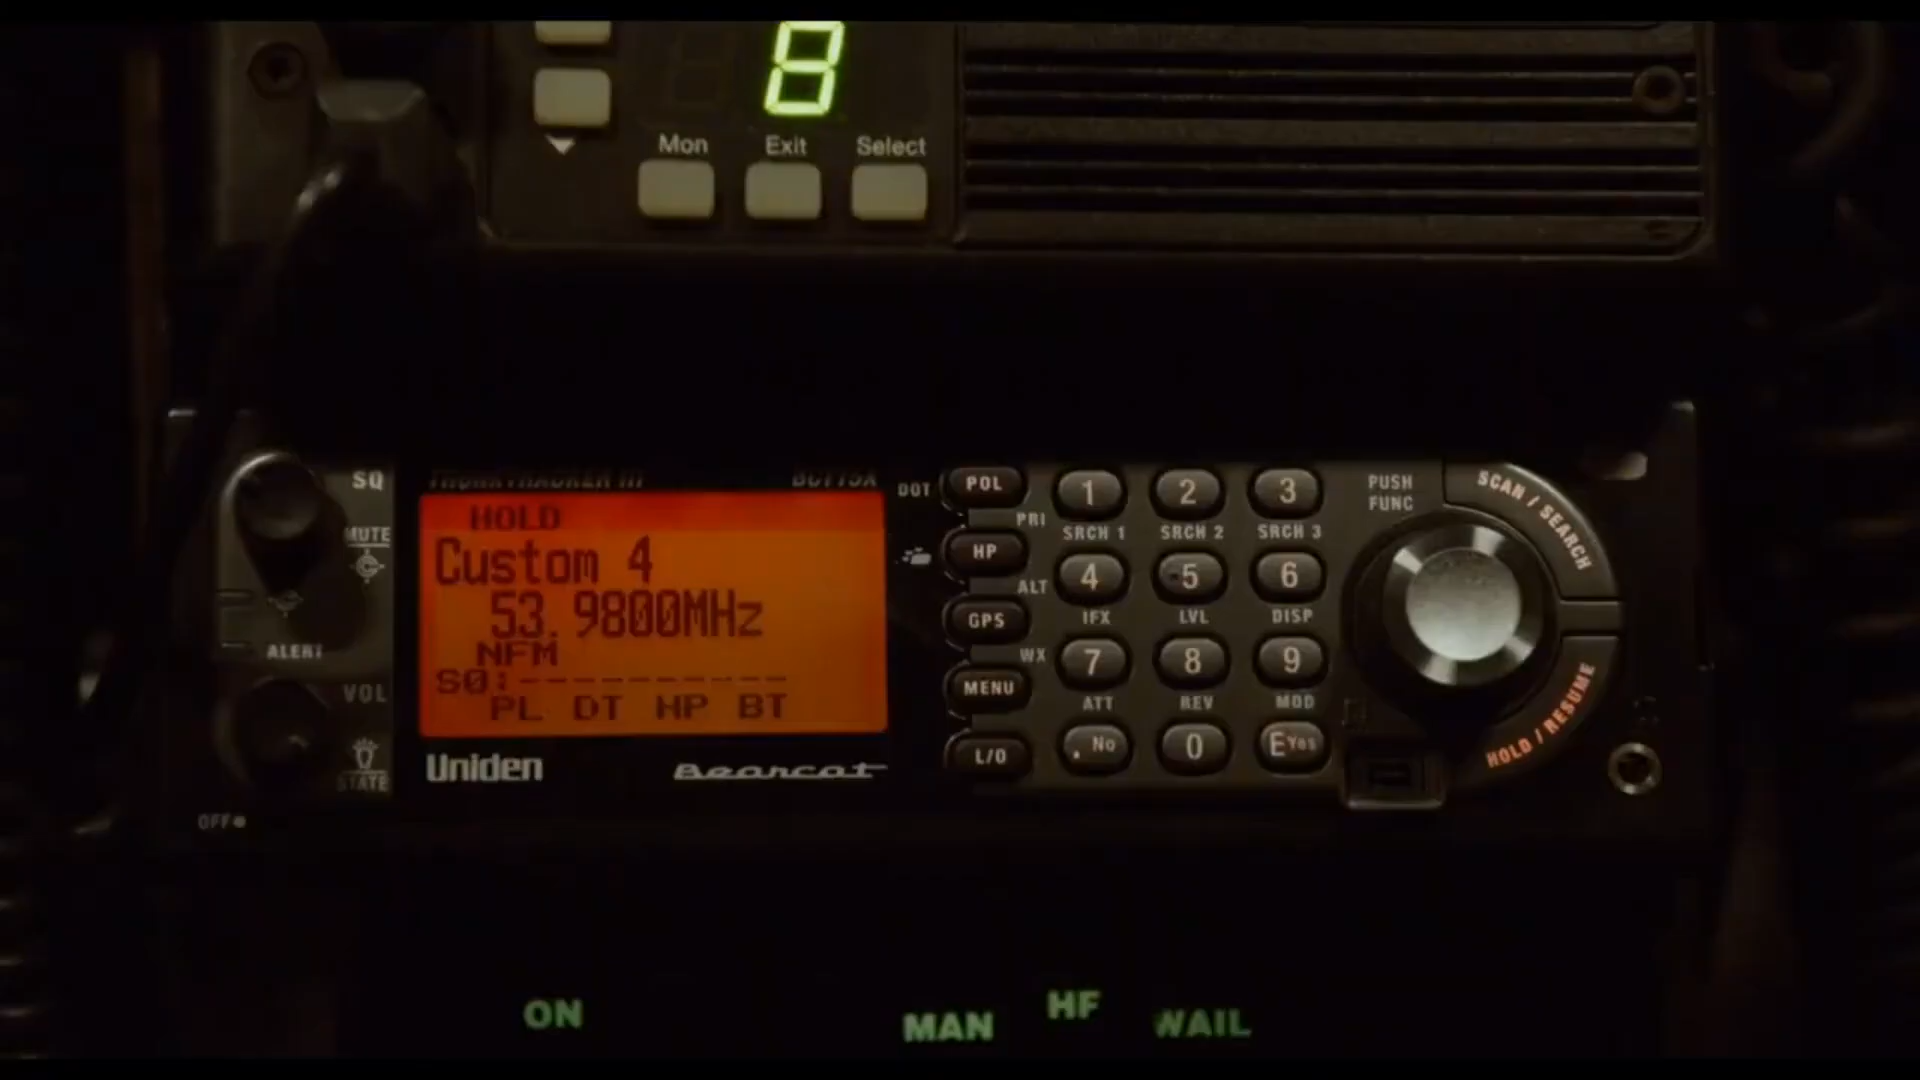 8
Mon Exit Select
SQ
MUTE
ALERT
VOL
STATE
OFF
TRUNKTRACKER III BCT15X
HOLD
Custom 4
53.9800MHz
NFM
S0:----------
PL DT HP BT
Uniden Bearcat
DOT POL
PRI
HP
ALT
GPS
WX
MENU
L/O
1 2 3
SRCH 1 SRCH 2 SRCH 3
4 5 6
IFX LVL DISP
7 8 9
ATT REV MOD
. No 0 E Yes
PUSH
FUNC
SCAN / SEARCH
HOLD / RESUME
ON MAN HF WAIL